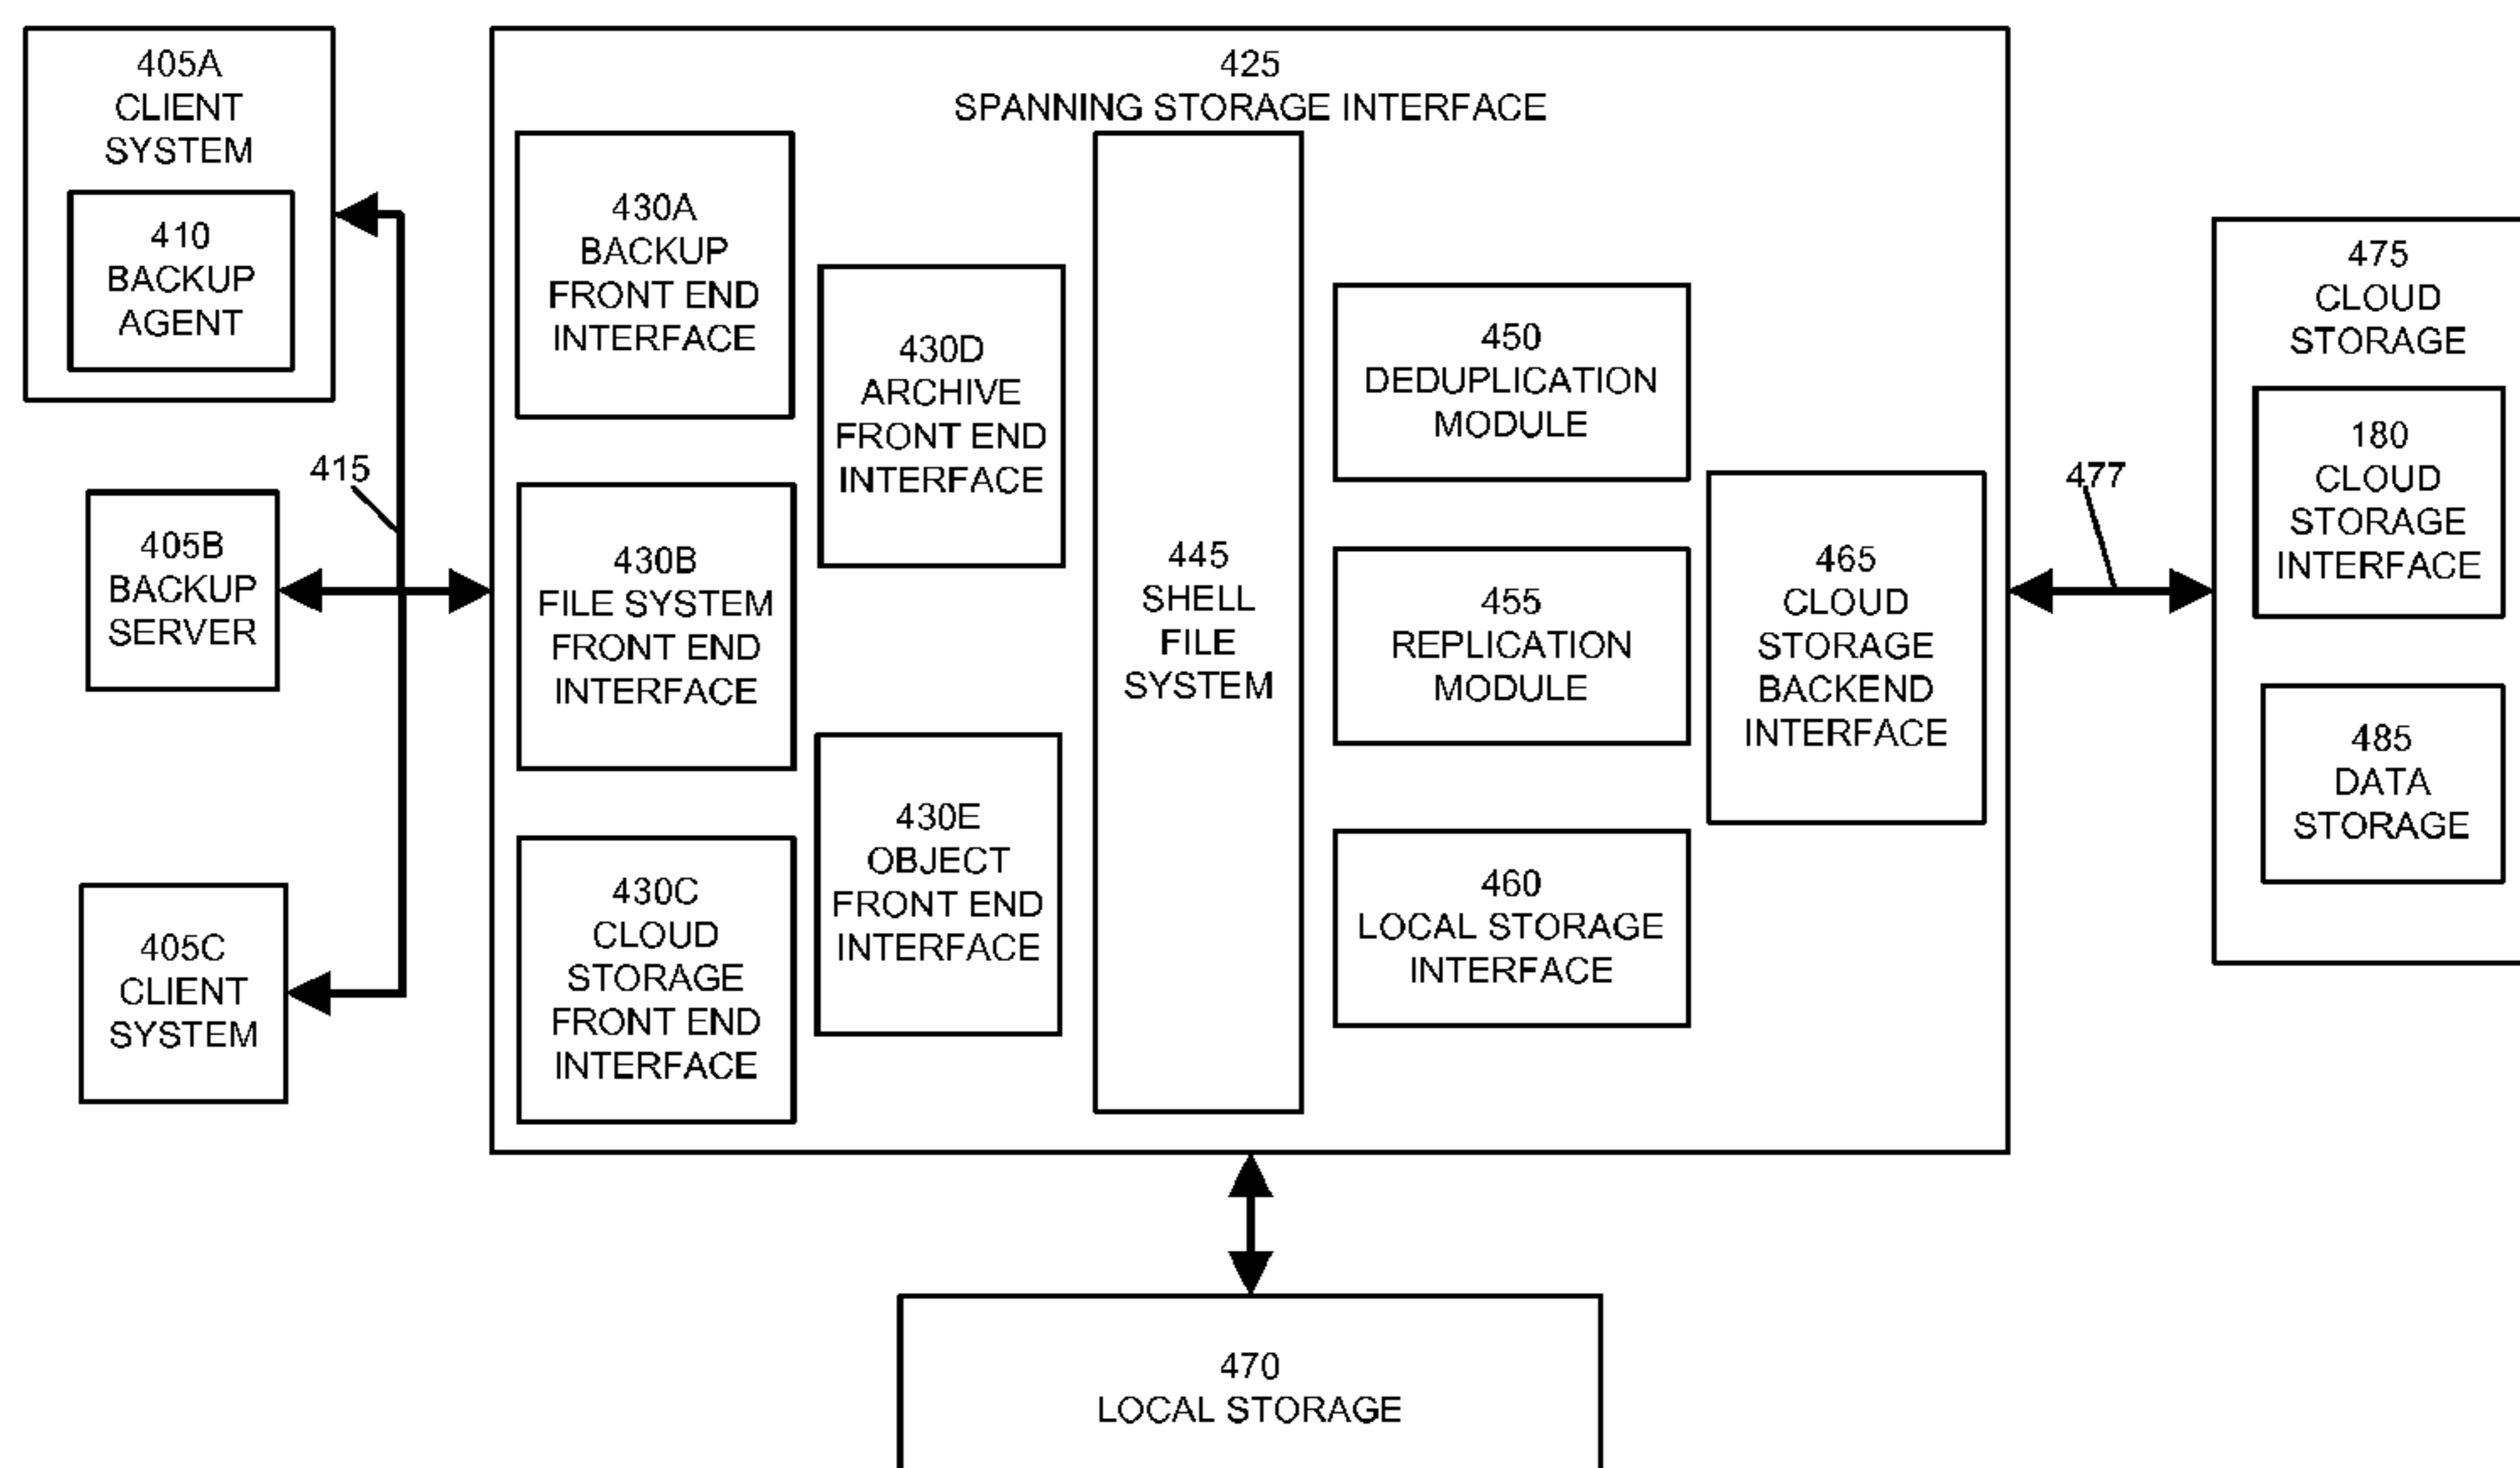 405A
CLIENT
SYSTEM
410
BACKUP
AGENT
415
405B
BACKUP
SERVER
405C
CLIENT
SYSTEM
425
SPANNING STORAGE INTERFACE
430A
BACKUP
FRONT END
INTERFACE
430B
FILE SYSTEM
FRONT END
INTERFACE
430C
CLOUD
STORAGE
FRONT END
INTERFACE
430D
ARCHIVE
FRONT END
INTERFACE
430E
OBJECT
FRONT END
INTERFACE
445
SHELL
FILE
SYSTEM
450
DEDUPLICATION
MODULE
455
REPLICATION
MODULE
460
LOCAL STORAGE
INTERFACE
465
CLOUD
STORAGE
BACKEND
INTERFACE
477
475
CLOUD
STORAGE
180
CLOUD
STORAGE
INTERFACE
485
DATA
STORAGE
470
LOCAL STORAGE